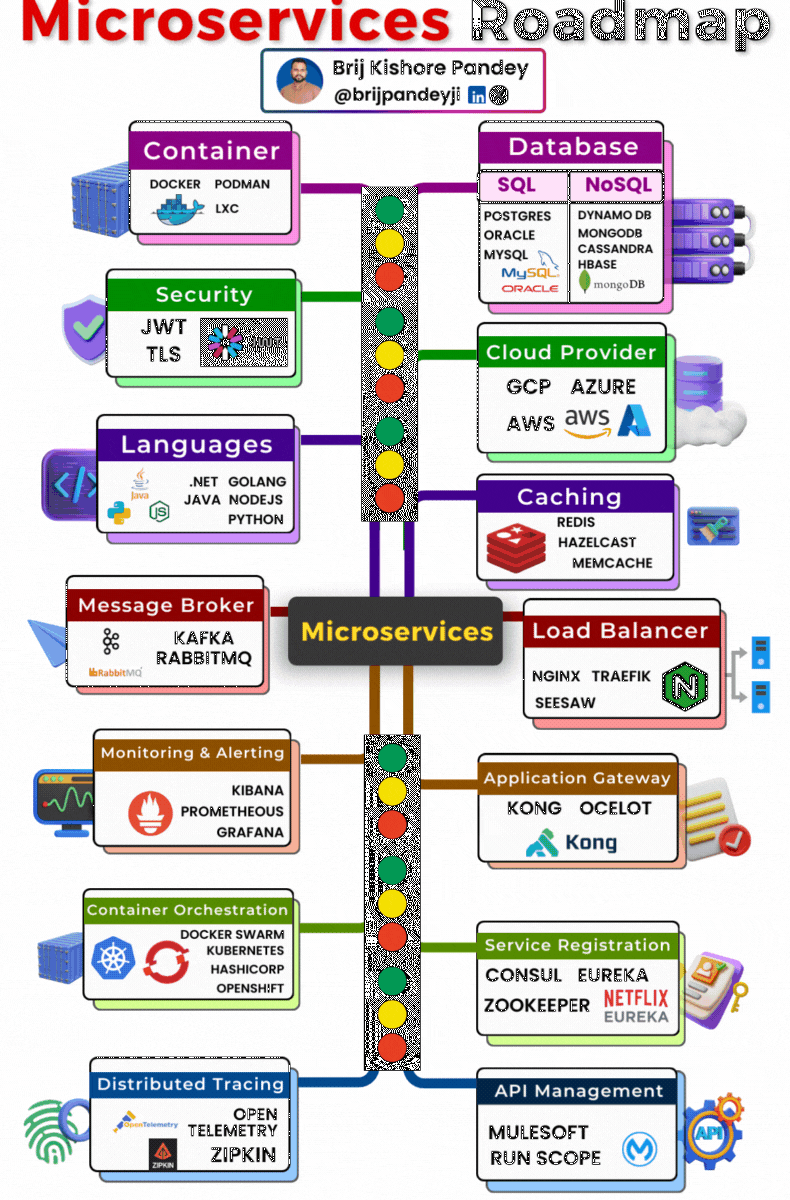 Microservices Roadmap
Brij Kishore Pandey
@brijpandeyji in
Container
DOCKER PODMAN
LXC
Database
SQL NoSQL
POSTGRES
ORACLE
MYSQL
MySQL
ORACLE
DYNAMO DB
MONGODB
CASSANDRA
HBASE
mongoDB
Security
JWT
TLS
Cloud Provider
GCP AZURE
AWS aws
Languages
Java
.NET GOLANG
JAVA NODEJS
PYTHON
JS
Caching
REDIS
HAZELCAST
MEMCACHE
Message Broker
KAFKA
RABBITMQ
RabbitMQ
Microservices
Load Balancer
NGINX TRAEFIK
SEESAW
N
Monitoring & Alerting
KIBANA
PROMETHEOUS
GRAFANA
Application Gateway
KONG OCELOT
Kong
Container Orchestration
DOCKER SWARM
KUBERNETES
HASHICORP
OPENSH!FT
Service Registration
CONSUL EUREKA
ZOOKEEPER
NETFLIX
EUREKA
Distributed Tracing
OpenTelemetry
OPEN
TELEMETRY
ZIPKIN
ZIPKIN
API Management
MULESOFT
RUN SCOPE
API